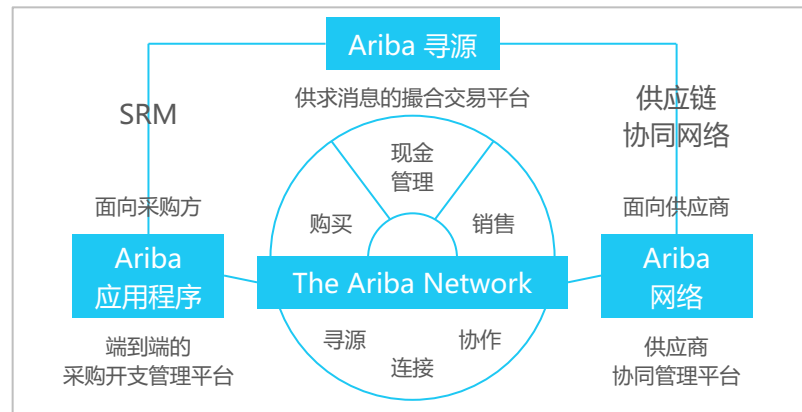 Ariba 寻源
供求消息的撮合交易平台
SRM
供应链
协同网络
现金
管理
购买
销售
面向采购方
面向供应商
Ariba
应用程序
The Ariba Network
Ariba
网络
寻源
协作
连接
端到端的
采购开支管理平台
供应商
协同管理平台